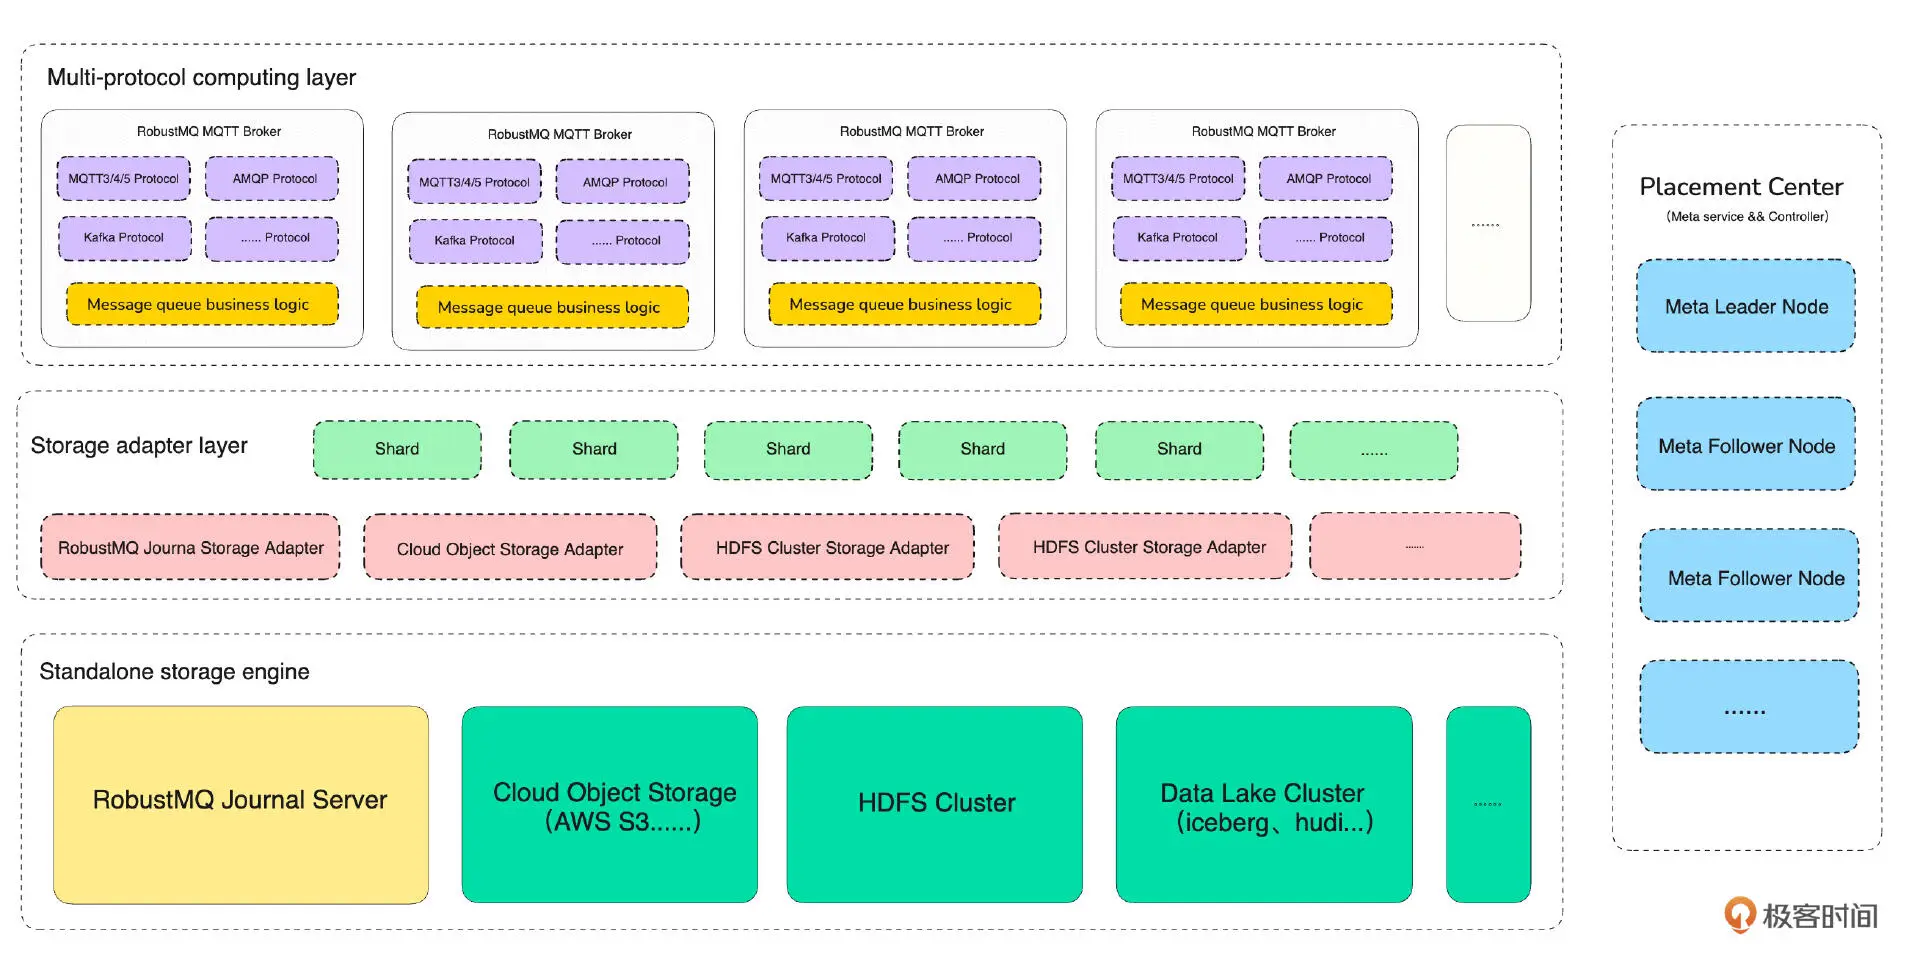 Multi-protocol computing layer
RobustMQ MQTT Broker
MQTT3/4/5 Protocol
AMQP Protocol
Kafka Protocol
...... Protocol
Message queue business logic
RobustMQ MQTT Broker
MQTT3/4/5 Protocol
AMQP Protocol
Kafka Protocol
...... Protocol
Message queue business logic
RobustMQ MQTT Broker
MQTT3/4/5 Protocol
AMQP Protocol
Kafka Protocol
...... Protocol
Message queue business logic
RobustMQ MQTT Broker
MQTT3/4/5 Protocol
AMQP Protocol
Kafka Protocol
...... Protocol
Message queue business logic
......
Storage adapter layer
Shard
Shard
Shard
Shard
Shard
......
RobustMQ Journa Storage Adapter
Cloud Object Storage Adapter
HDFS Cluster Storage Adapter
HDFS Cluster Storage Adapter
......
Standalone storage engine
RobustMQ Journal Server
Cloud Object Storage
（AWS S3......）
HDFS Cluster
Data Lake Cluster
（iceberg、hudi...）
......
Placement Center
（Meta service && Controller）
Meta Leader Node
Meta Follower Node
Meta Follower Node
......
极客时间